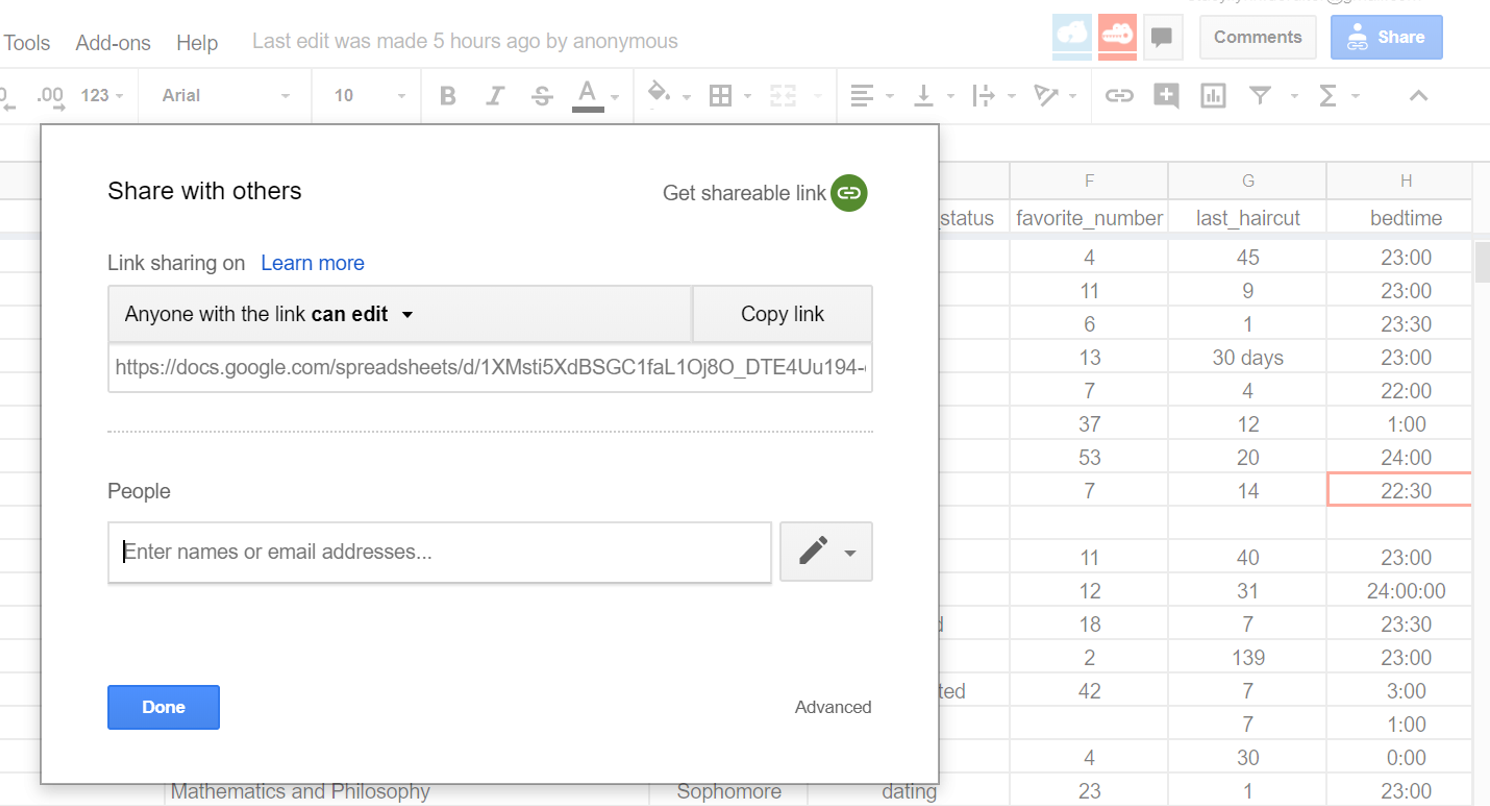 Tools Add-ons Help Last edit was made 5 hours ago by anonymous Comments Share
.00 123 Arial 10 B I S A
Share with others Get shareable link
Link sharing on Learn more
Anyone with the link can edit Copy link
https://docs.google.com/spreadsheets/d/1XMsti5XdBSGC1faL1Oj8O_DTE4Uu194-
People
Enter names or email addresses...
Done Advanced
F G H
status favorite_number last_haircut bedtime
4 45 23:00
11 9 23:00
6 1 23:30
13 30 days 23:00
7 4 22:00
37 12 1:00
53 20 24:00
7 14 22:30
11 40 23:00
12 31 24:00:00
18 7 23:30
2 139 23:00
ted 42 7 3:00
7 1:00
4 30 0:00
Mathematics and Philosophy Sophomore dating 23 1 23:00